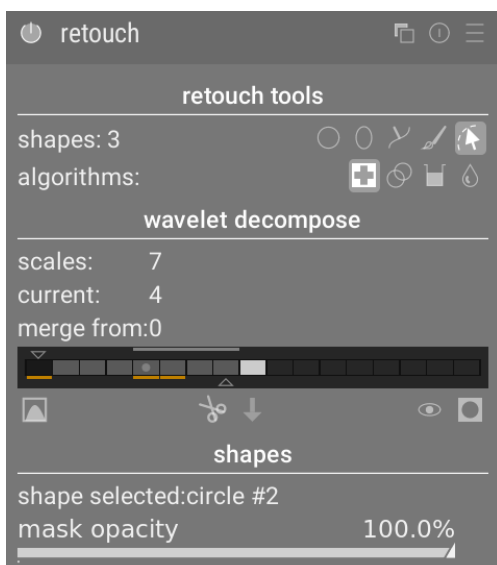 retouch
retouch tools
shapes: 3
algorithms:
wavelet decompose
scales: 7
current: 4
merge from:0
shapes
shape selected:circle #2
mask opacity 100.0%